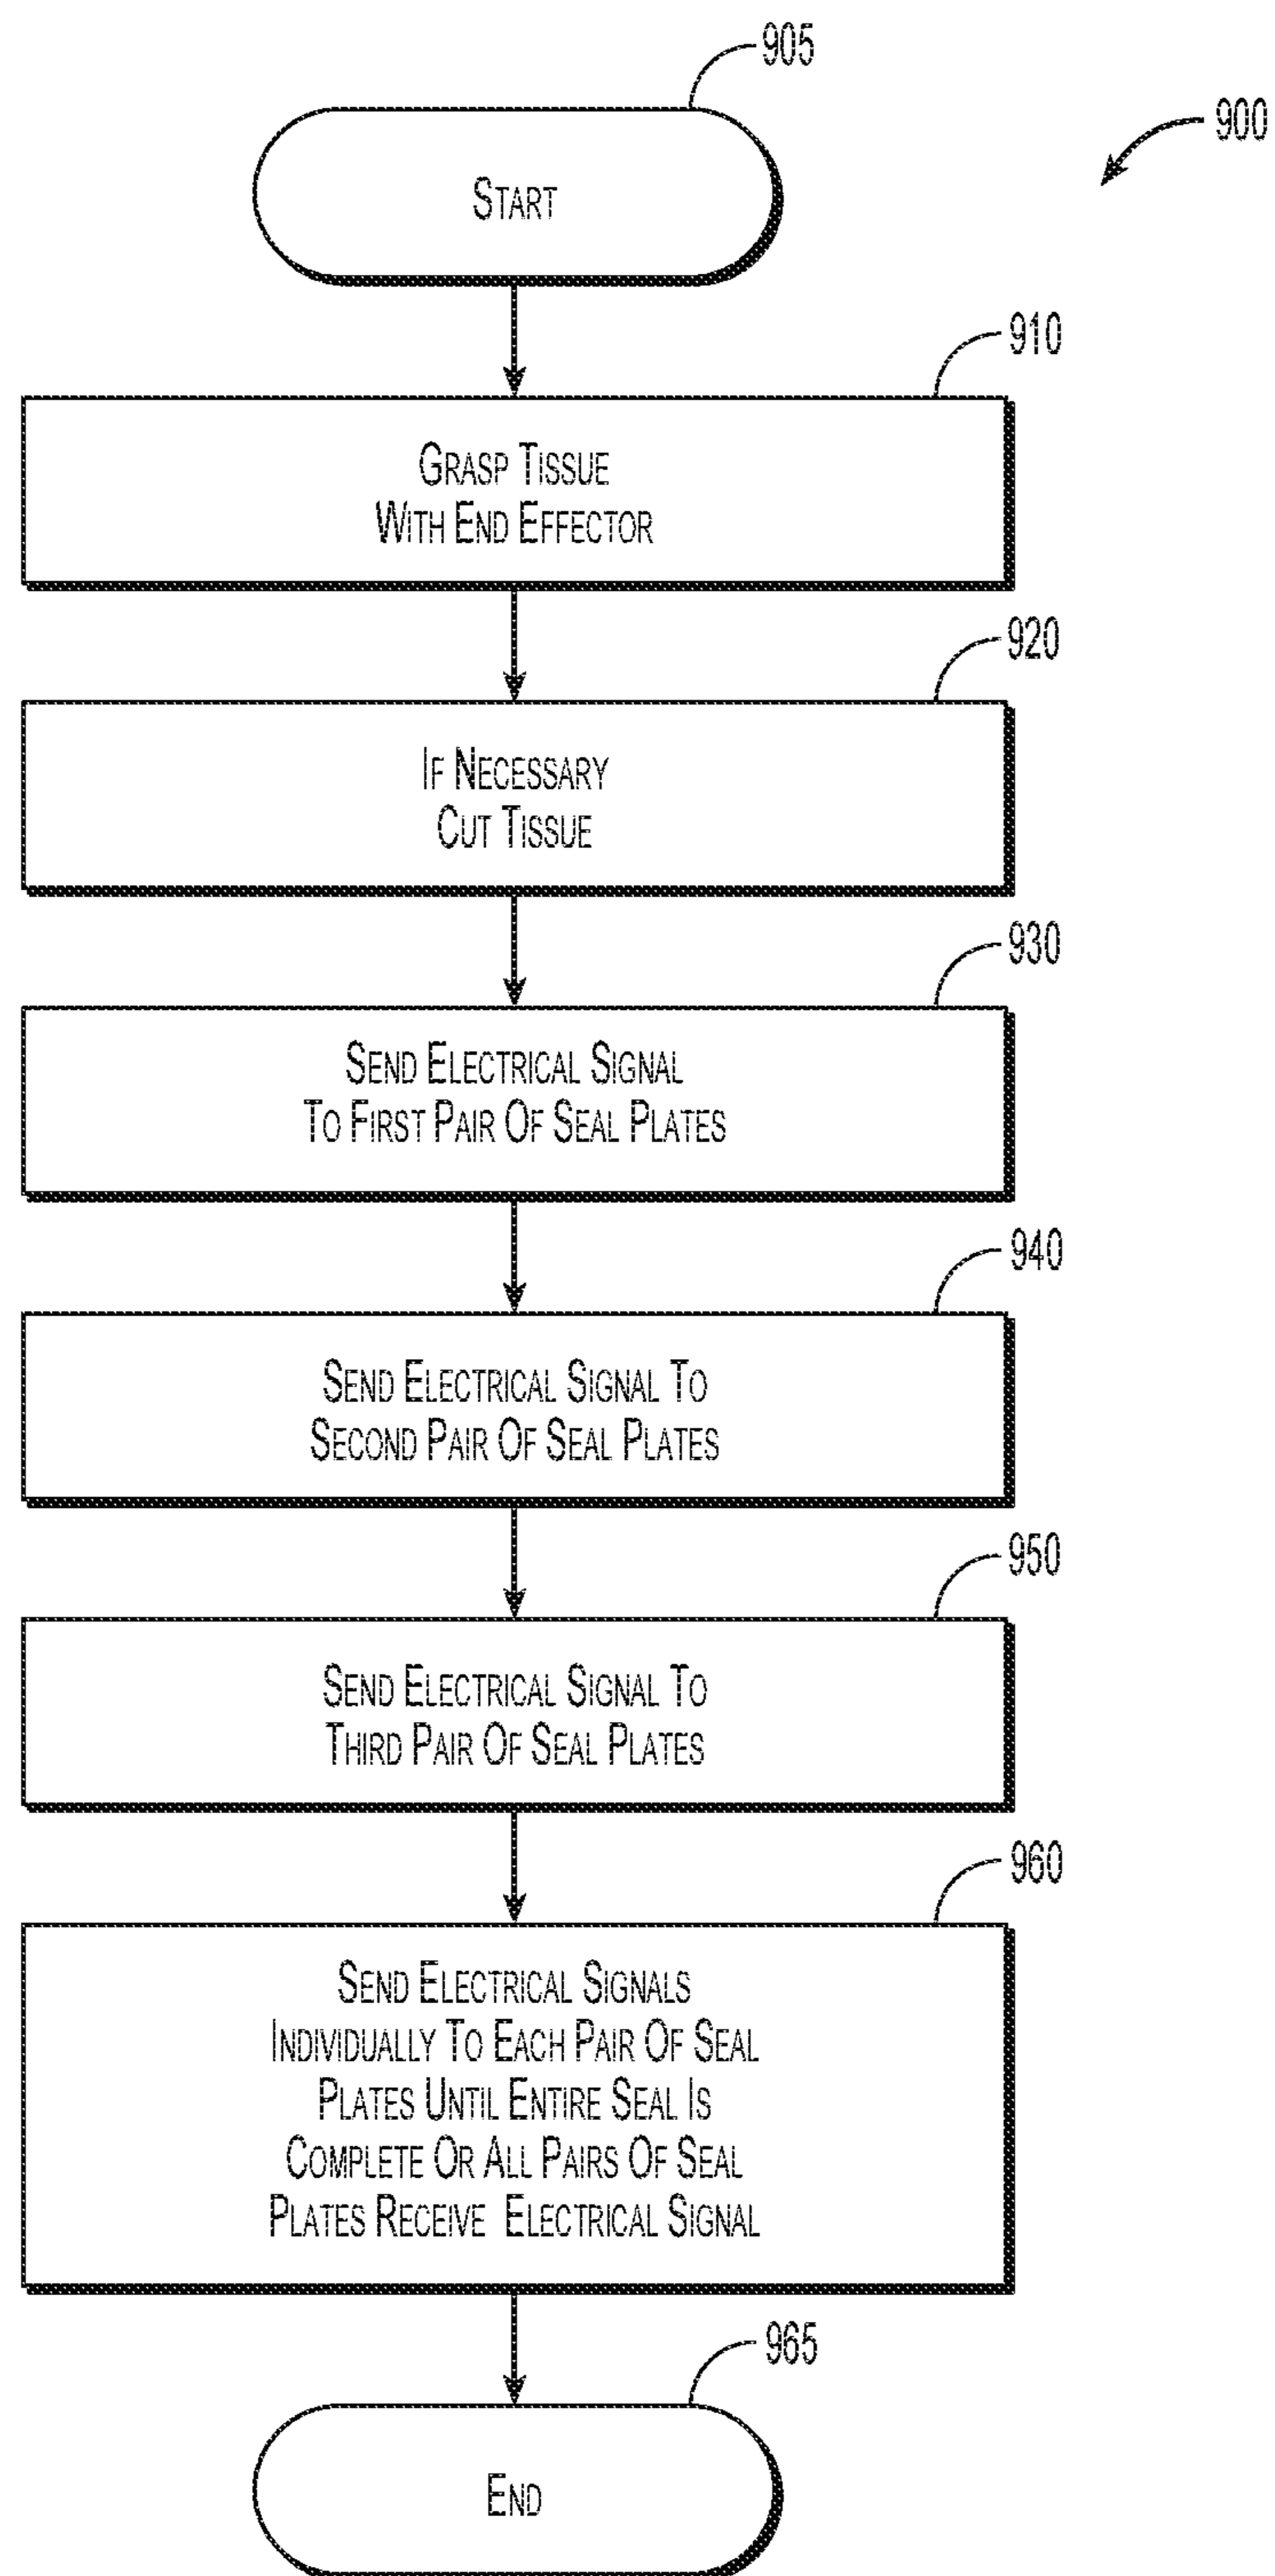 905
900
START
910
GRASP TISSUE
WITH END EFFECTOR
920
IF NECESSARY
CUT TISSUE
930
SEND ELECTRICAL SIGNAL
TO FIRST PAIR OF SEAL PLATES
940
SEND ELECTRICAL SIGNAL TO
SECOND PAIR OF SEAL PLATES
950
SEND ELECTRICAL SIGNAL TO
THIRD PAIR OF SEAL PLATES
960
SEND ELECTRICAL SIGNALS
INDIVIDUALLY TO EACH PAIR OF SEAL
PLATES UNTIL ENTIRE SEAL IS
COMPLETE OR ALL PAIRS OF SEAL
PLATES RECEIVE ELECTRICAL SIGNAL
965
END